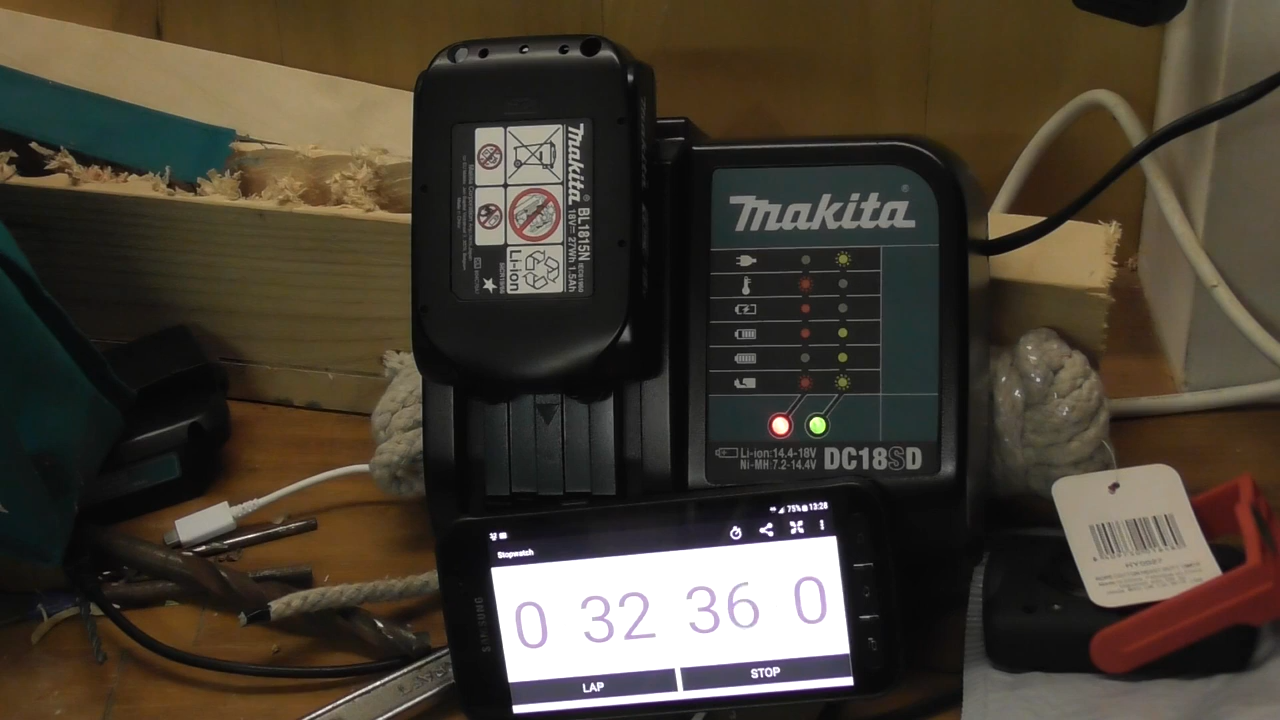 Makita®
BL1815N
18V⎓ 27Wh 1.5Ah
Li-ion
Makita®
Li-ion:14.4-18V
Ni-MH:7.2-14.4V
DC18SD
75% 13:28
Stopwatch
0 32 36 0
LAP STOP
SAMSUNG